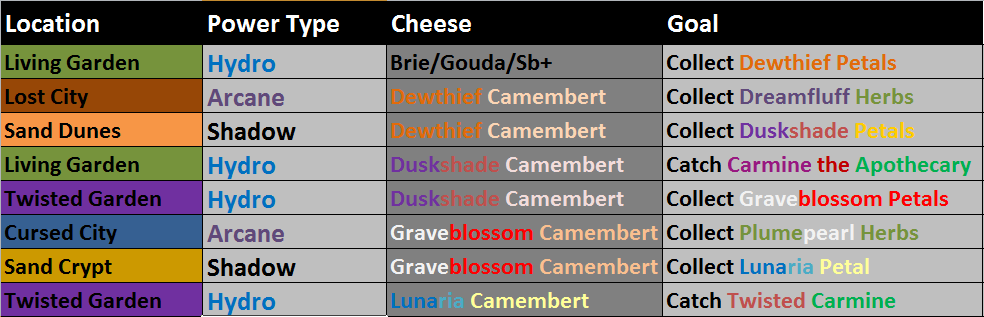 Location Power Type Cheese Goal
Living Garden Hydro Brie/Gouda/Sb+ Collect Dewthief Petals
Lost City Arcane Dewthief Camembert Collect Dreamfluff Herbs
Sand Dunes Shadow Dewthief Camembert Collect Duskshade Petals
Living Garden Hydro Duskshade Camembert Catch Carmine the Apothecary
Twisted Garden Hydro Duskshade Camembert Collect Graveblossom Petals
Cursed City Arcane Graveblossom Camembert Collect Plumepearl Herbs
Sand Crypt Shadow Graveblossom Camembert Collect Lunaria Petal
Twisted Garden Hydro Lunaria Camembert Catch Twisted Carmine